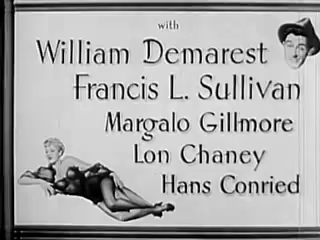 with
William Demarest
Francis L. Sullivan
Margalo Gillmore
Lon Chaney
Hans Conried